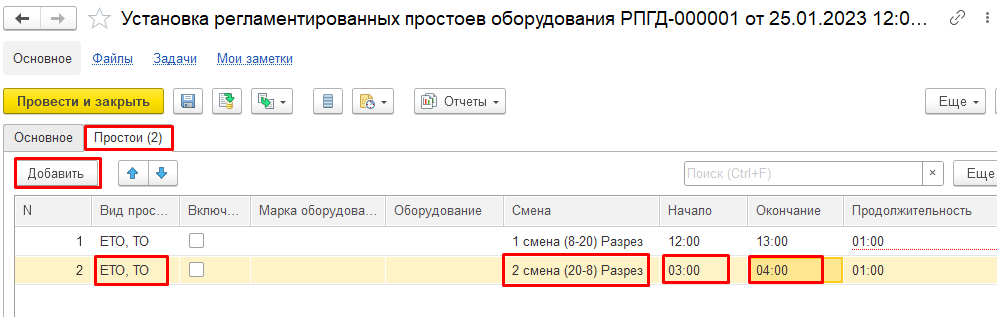 Установка регламентированных простоев оборудования РПГД-000001 от 25.01.2023 12:0...
Основное Файлы Задачи Мои заметки
Провести и закрыть Отчеты Еще
Основное Простои (2)
Добавить Поиск (Ctrl+F) × Еще
N Вид прос... Включ... Марка оборудова... Оборудование Смена Начало Окончание Продолжительность
1 ЕТО, ТО 1 смена (8-20) Разрез 12:00 13:00 01:00
2 ЕТО, ТО 2 смена (20-8) Разрез 03:00 04:00 01:00